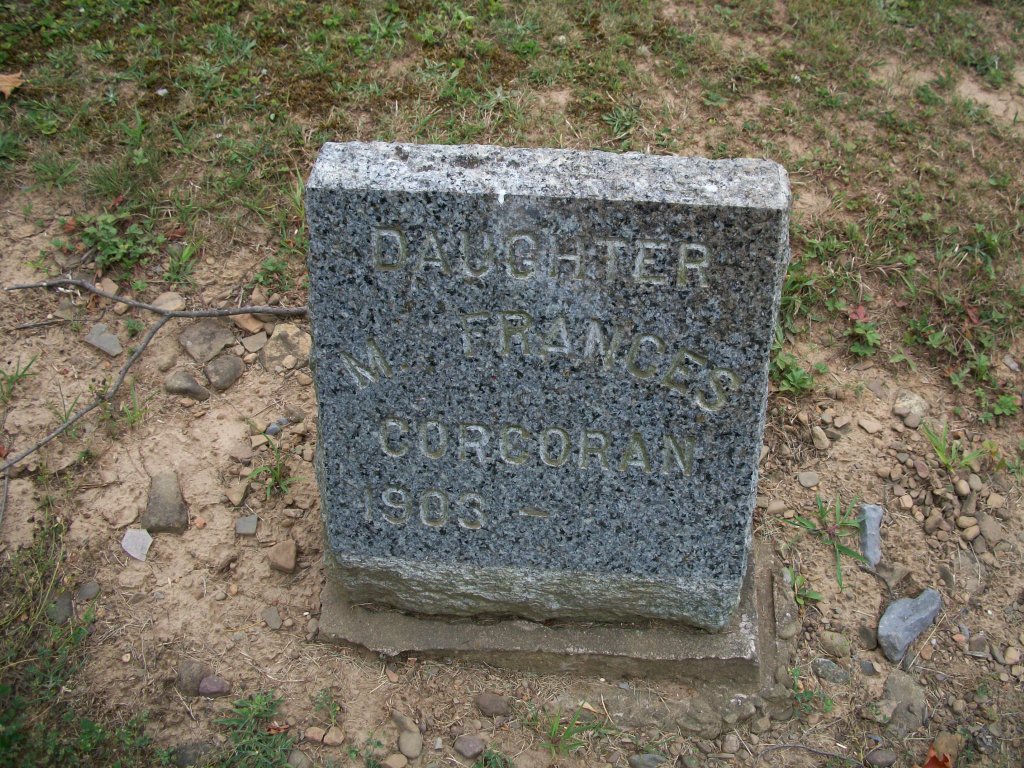 DAUGHTER
M. FRANCES
CORCORAN
1903 -